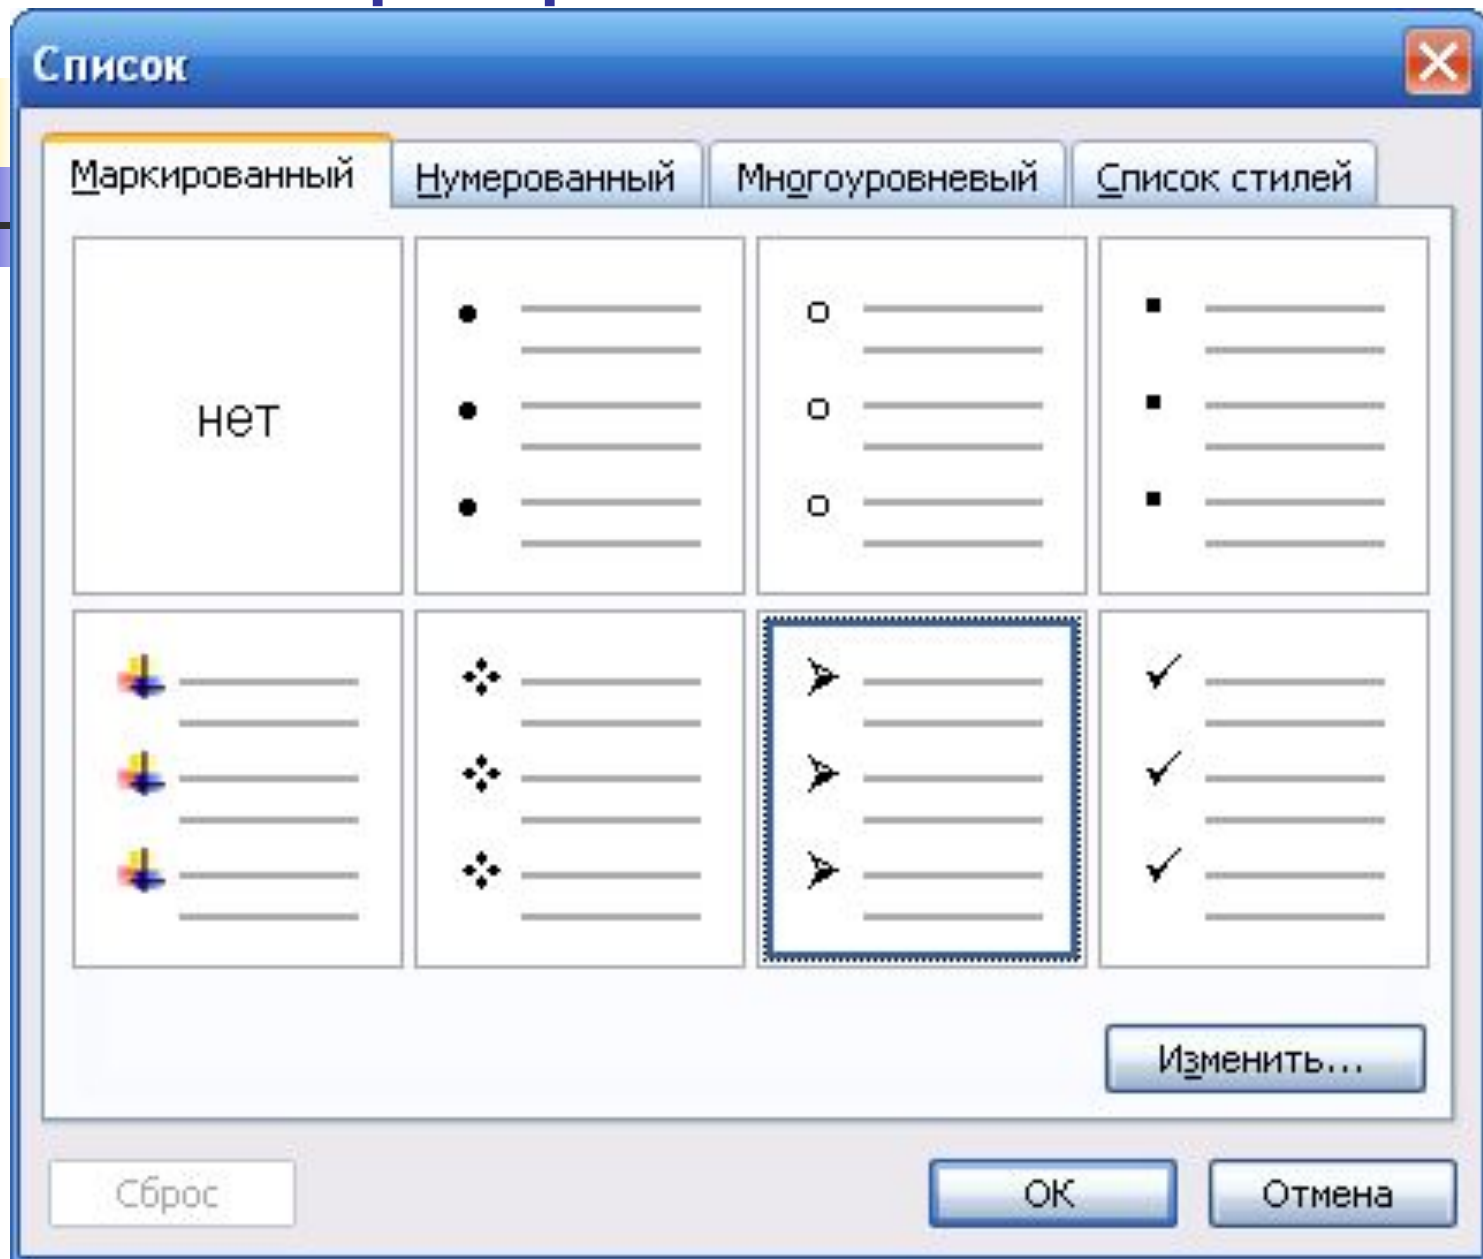 Список
Маркированный Нумерованный Многоуровневый Список стилей
нет
Изменить...
Сброс ОК Отмена